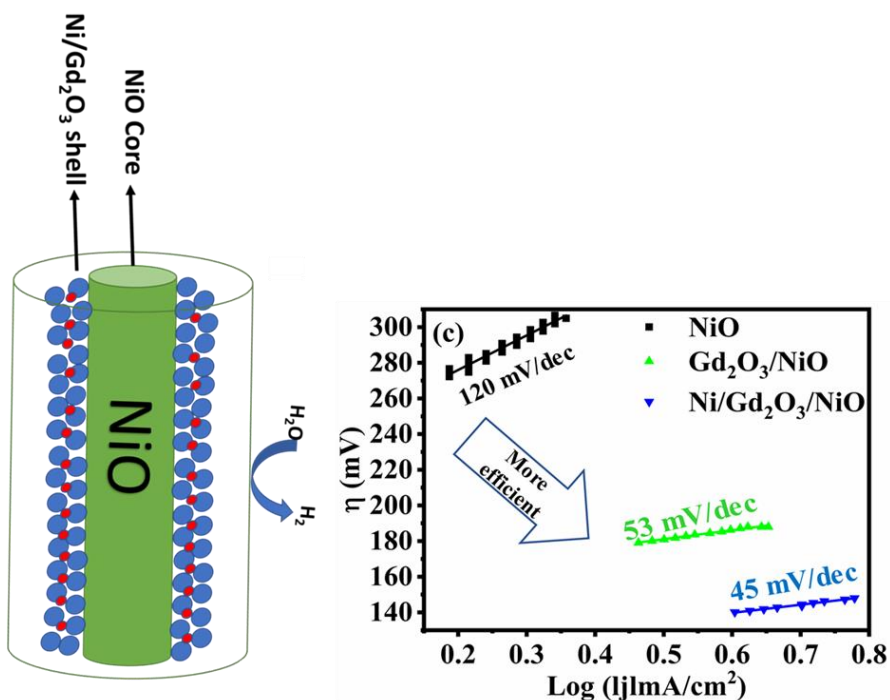 Ni/Gd₂O₃ shell
NiO Core
NiO
H₂O
H₂
(c)
NiO
Gd₂O₃/NiO
Ni/Gd₂O₃/NiO
120 mV/dec
More
efficient
53 mV/dec
45 mV/dec
η (mV)
300
280
260
240
220
200
180
160
140
0.2 0.3 0.4 0.5 0.6 0.7 0.8
Log (ljlmA/cm²)